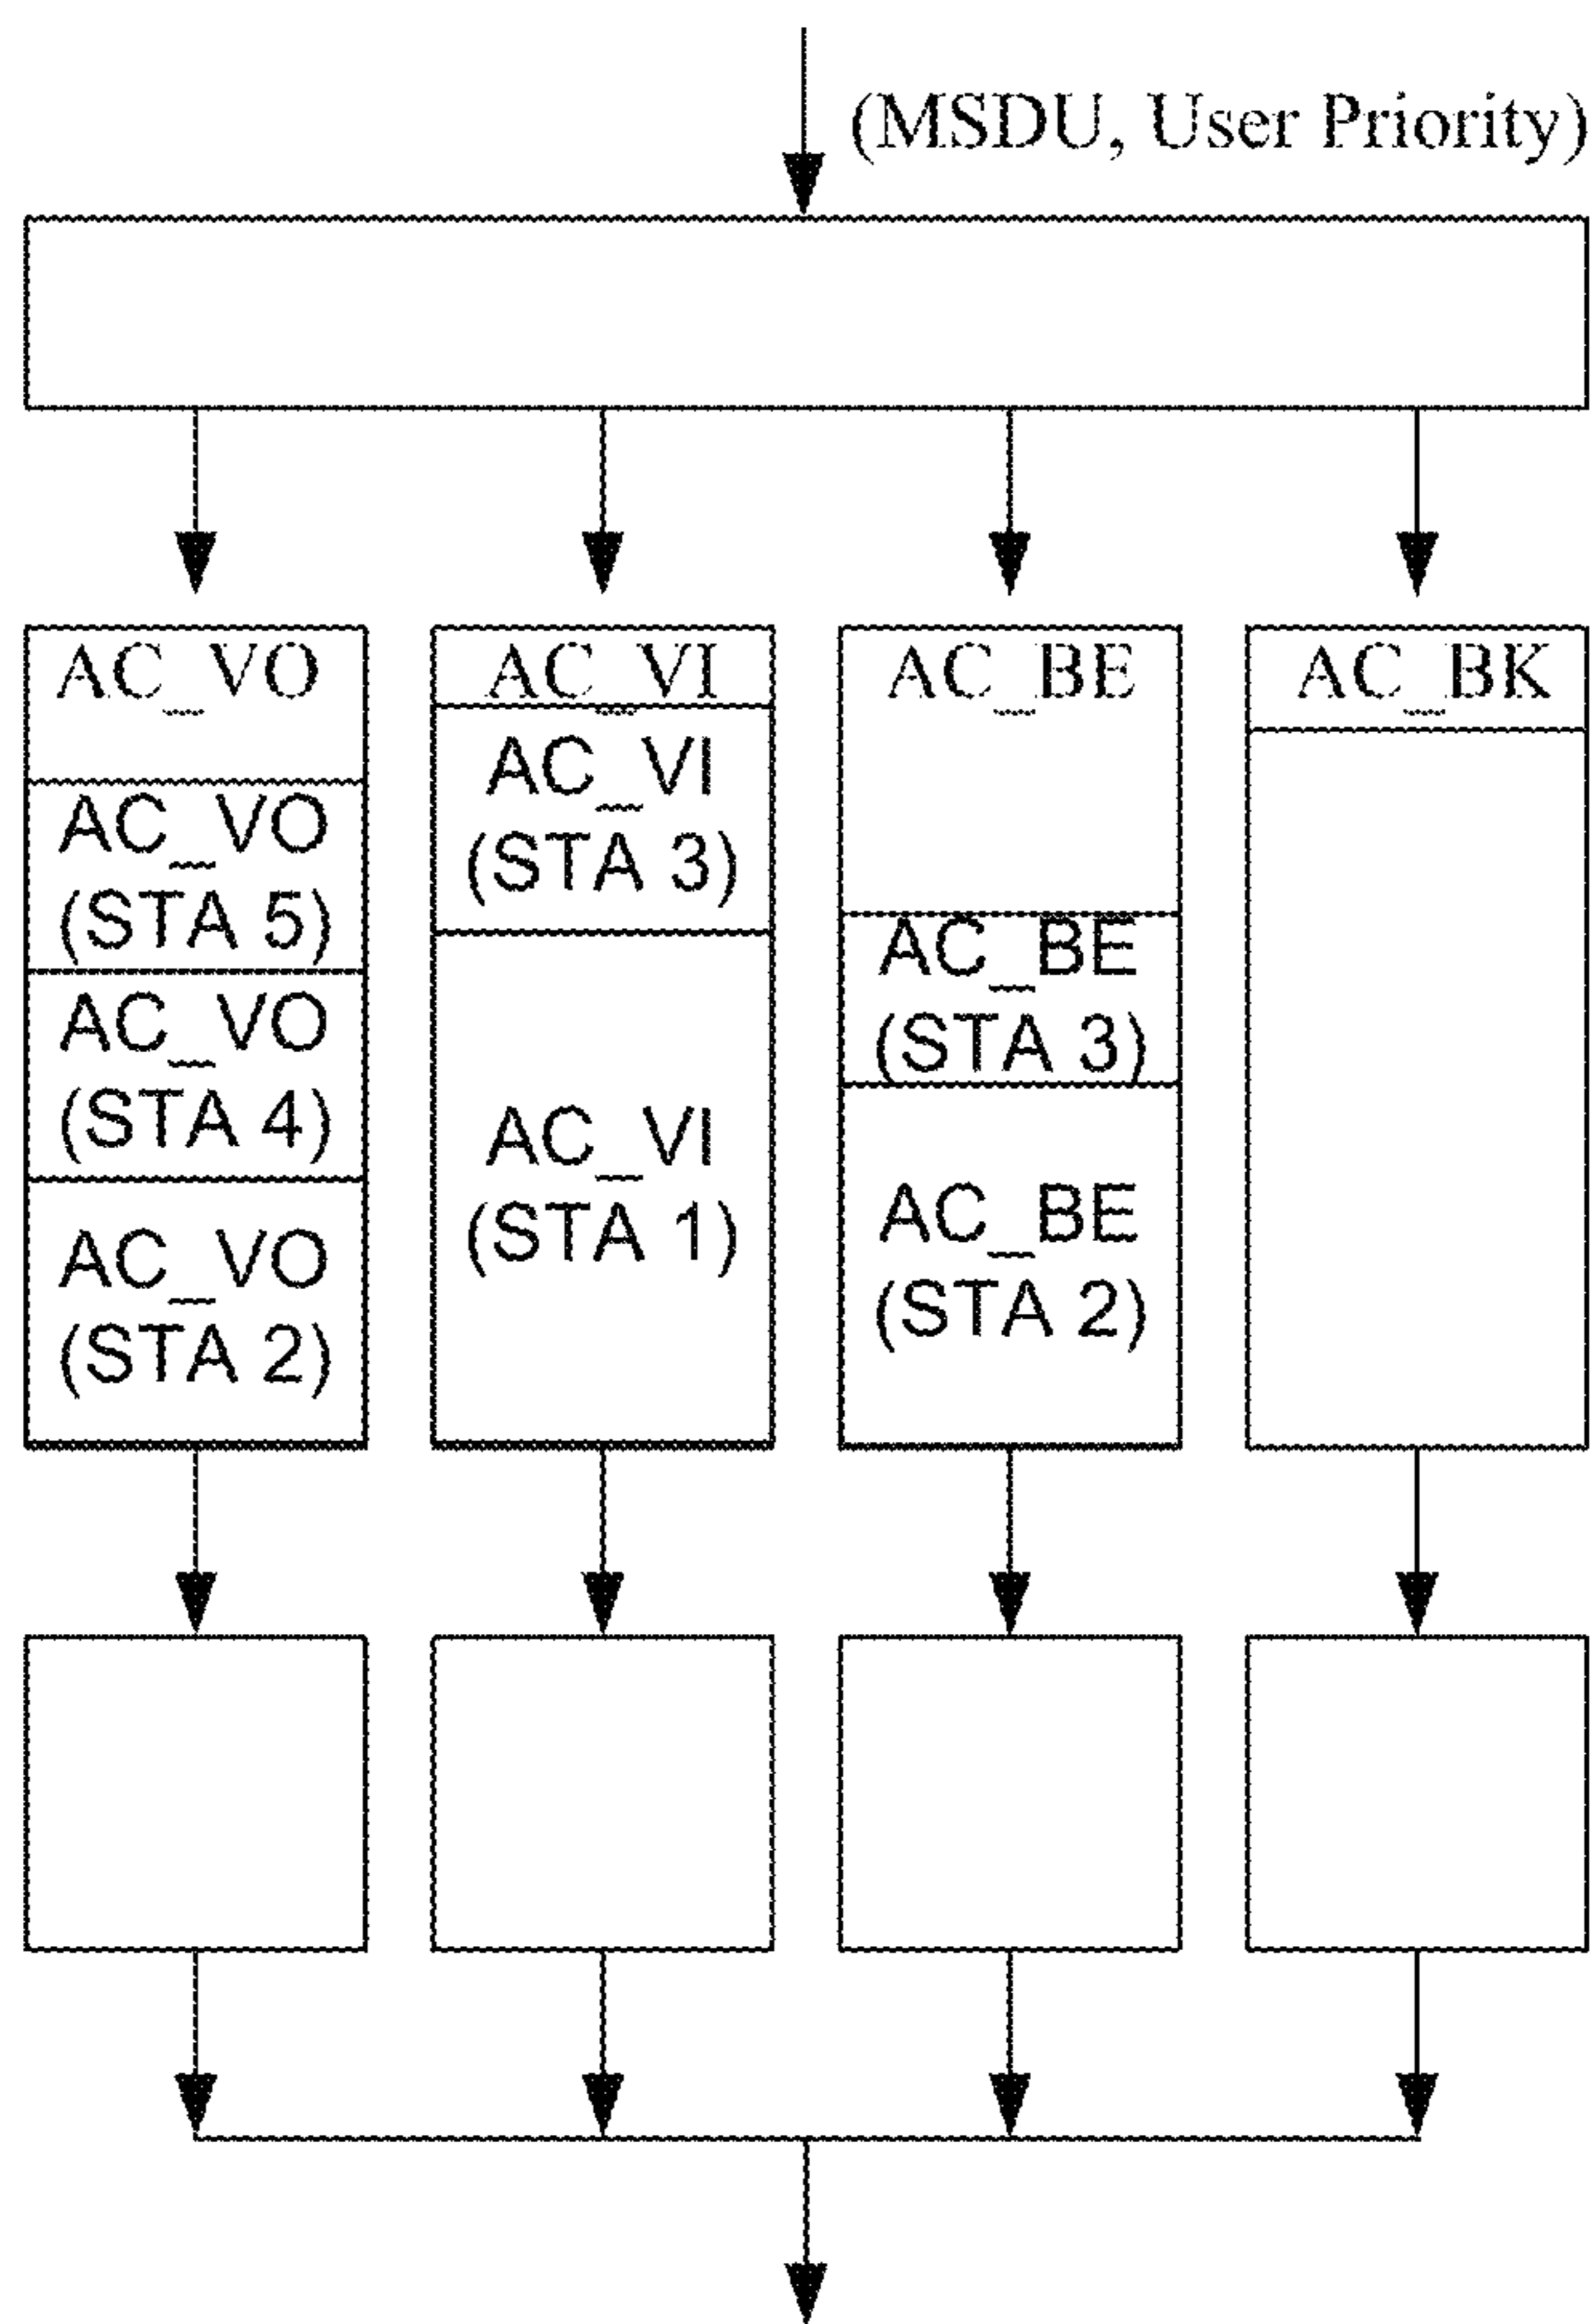 (MSDU, User Priority)
AC_VO
AC_VI
AC_BE
AC_BK
AC_VO
(STA 5)
AC_VO
(STA 4)
AC_VO
(STA 2)
AC_VI
(STA 3)
AC_VI
(STA 1)
AC_BE
(STA 3)
AC_BE
(STA 2)